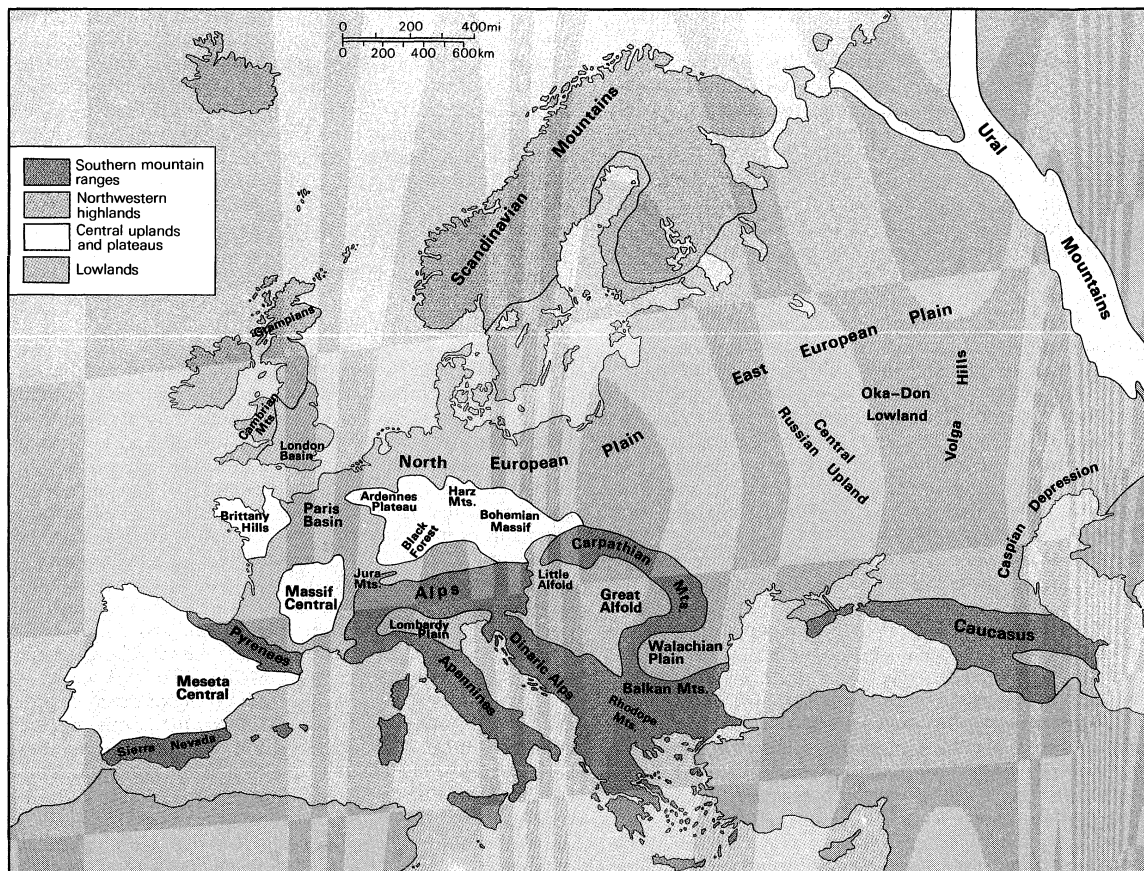 0 200 400mi
0 200 400 600km
Southern mountain
ranges
Northwestern
highlands
Central uplands
and plateaus
Lowlands
Scandinavian Mountains
Ural Mountains
Grampians
Cambrian
Mts.
London
Basin
East European Plain
Oka-Don
Lowland
Volga Hills
Central
Russian Upland
North European Plain
Caspian Depression
Brittany
Hills
Paris
Basin
Ardennes
Plateau
Harz
Mts.
Bohemian
Massif
Black
Forest
Carpathian Mts.
Jura
Mts.
Alps
Little
Alfold
Great
Alfold
Massif
Central
Lombardy
Plain
Walachian
Plain
Caucasus
Pyrenees
Dinaric Alps
Apennines
Balkan Mts.
Rhodope
Mts.
Meseta
Central
Sierra Nevada